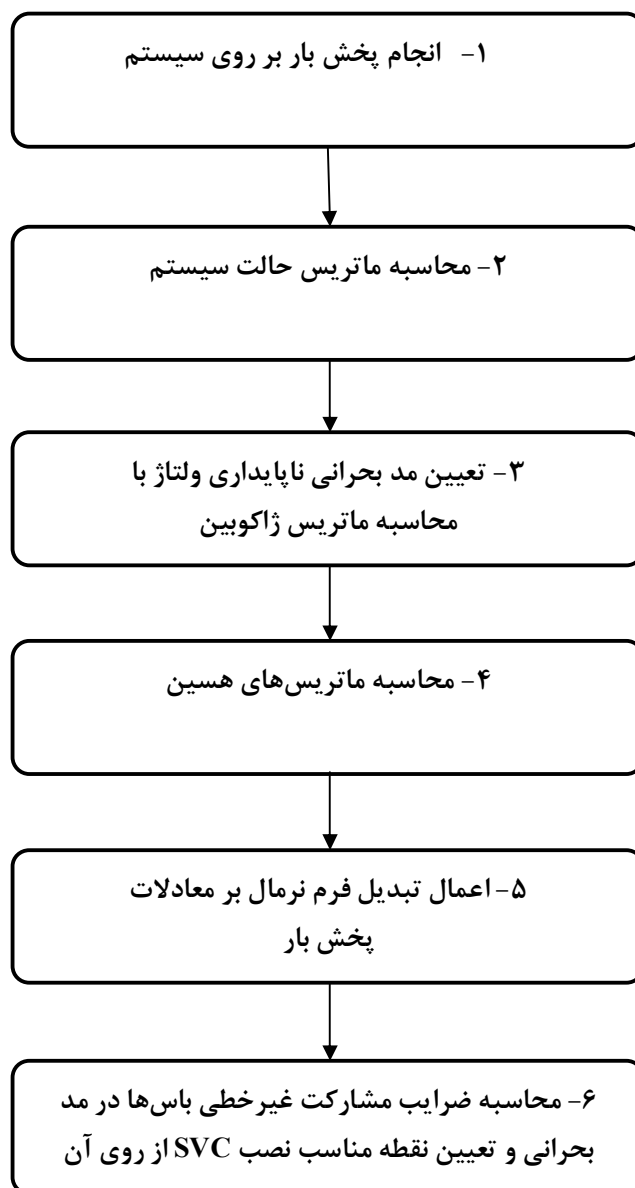 ۱- انجام پخش بار بر روی سیستم
۲- محاسبه ماتریس حالت سیستم
۳- تعیین مد بحرانی ناپایداری ولتاژ با
محاسبه ماتریس ژاکوبین
۴- محاسبه ماتریس‌های هسین
۵- اعمال تبدیل فرم نرمال بر معادلات
پخش بار
۶- محاسبه ضرایب مشارکت غیرخطی باس‌ها در مد
بحرانی و تعیین نقطه مناسب نصب SVC از روی آن